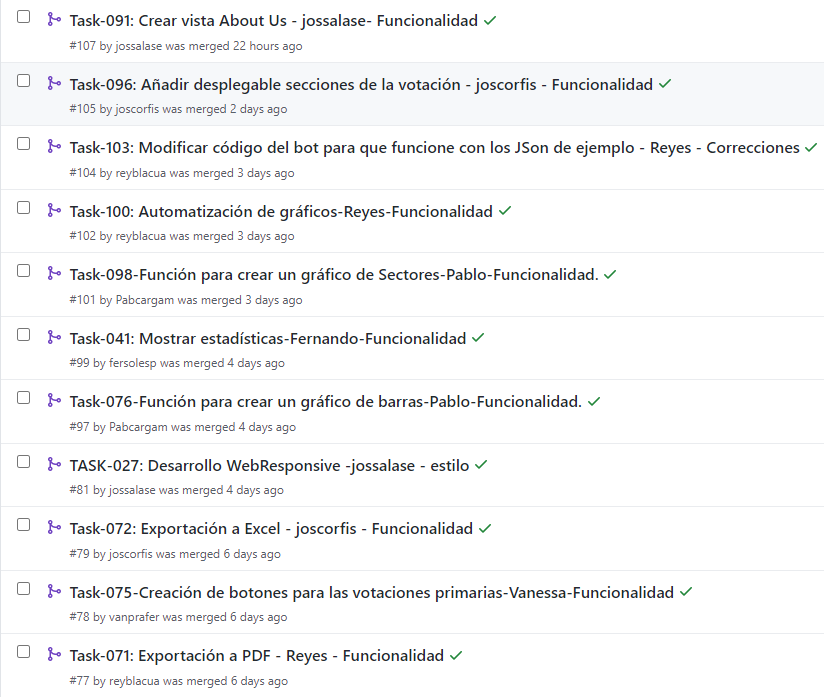 Task-091: Crear vista About Us - jossalase- Funcionalidad
#107 by jossalase was merged 22 hours ago
Task-096: Añadir desplegable secciones de la votación - joscorfis - Funcionalidad
#105 by joscorfis was merged 2 days ago
Task-103: Modificar código del bot para que funcione con los JSon de ejemplo - Reyes - Correcciones
#104 by reyblacua was merged 3 days ago
Task-100: Automatización de gráficos-Reyes-Funcionalidad
#102 by reyblacua was merged 3 days ago
Task-098-Función para crear un gráfico de Sectores-Pablo-Funcionalidad.
#101 by Pabcargam was merged 3 days ago
Task-041: Mostrar estadísticas-Fernando-Funcionalidad
#99 by fersolesp was merged 4 days ago
Task-076-Función para crear un gráfico de barras-Pablo-Funcionalidad.
#97 by Pabcargam was merged 4 days ago
TASK-027: Desarrollo WebResponsive -jossalase - estilo
#81 by jossalase was merged 4 days ago
Task-072: Exportación a Excel - joscorfis - Funcionalidad
#79 by joscorfis was merged 6 days ago
Task-075-Creación de botones para las votaciones primarias-Vanessa-Funcionalidad
#78 by vanprafer was merged 6 days ago
Task-071: Exportación a PDF - Reyes - Funcionalidad
#77 by reyblacua was merged 6 days ago